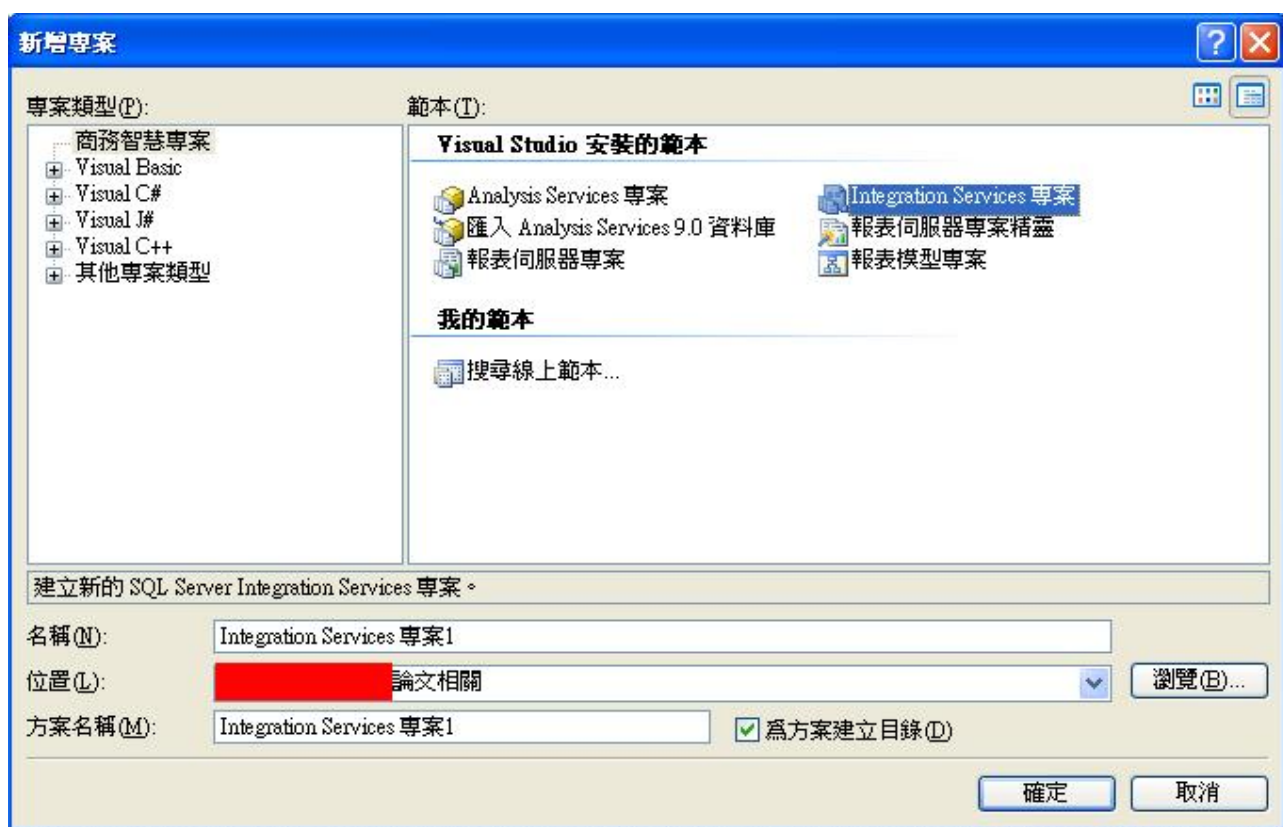 新增專案
專案類型(P):
範本(T):
商務智慧專案
Visual Basic
Visual C#
Visual J#
Visual C++
其他專案類型
Visual Studio 安裝的範本
Analysis Services 專案
Integration Services 專案
匯入 Analysis Services 9.0 資料庫
報表伺服器專案精靈
報表伺服器專案
報表模型專案
我的範本
搜尋線上範本...
建立新的 SQL Server Integration Services 專案。
名稱(N):
Integration Services 專案1
位置(L):
論文相關
瀏覽(B)...
方案名稱(M):
Integration Services 專案1
為方案建立目錄(D)
確定
取消